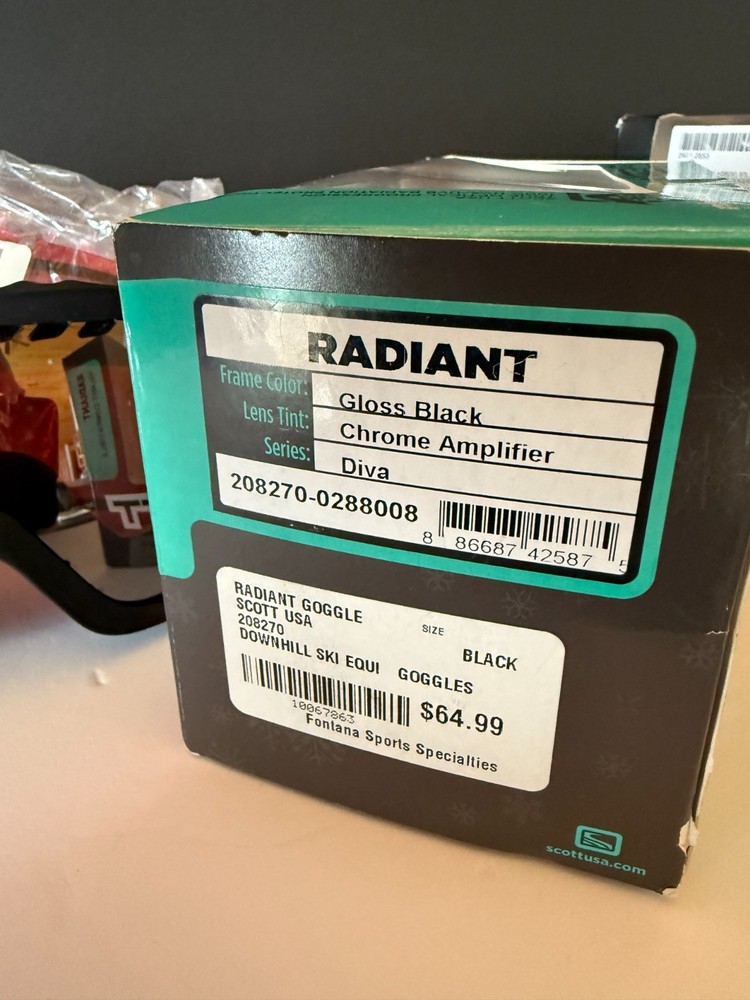 RADIANT
Frame Color: Gloss Black
Lens Tint: Chrome Amplifier
Series: Diva
208270-0288008
8 86687 42587 5
RADIANT GOGGLE
SCOTT USA
208270 SIZE BLACK
DOWNHILL SKI EQUI GOGGLES
10067863 $64.99
Fontana Sports Specialties
scottusa.com